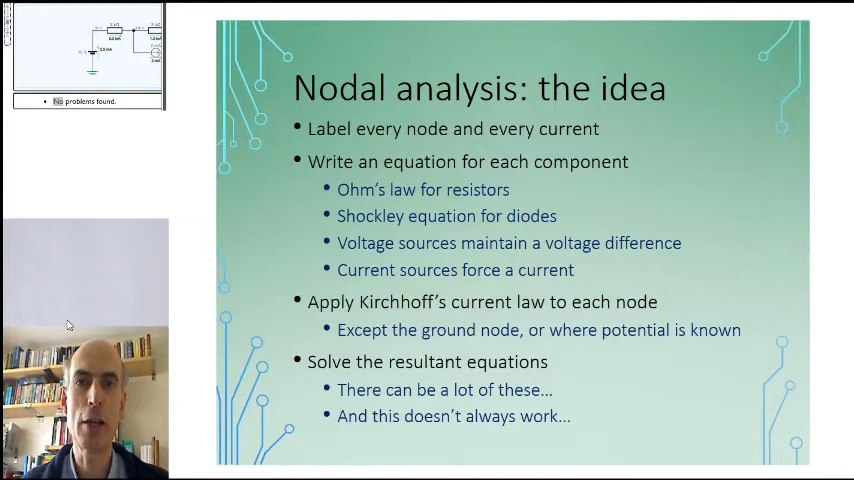 No problems found.
Nodal analysis: the idea
Label every node and every current
Write an equation for each component
Ohm's law for resistors
Shockley equation for diodes
Voltage sources maintain a voltage difference
Current sources force a current
Apply Kirchhoff's current law to each node
Except the ground node, or where potential is known
Solve the resultant equations
There can be a lot of these...
And this doesn't always work...